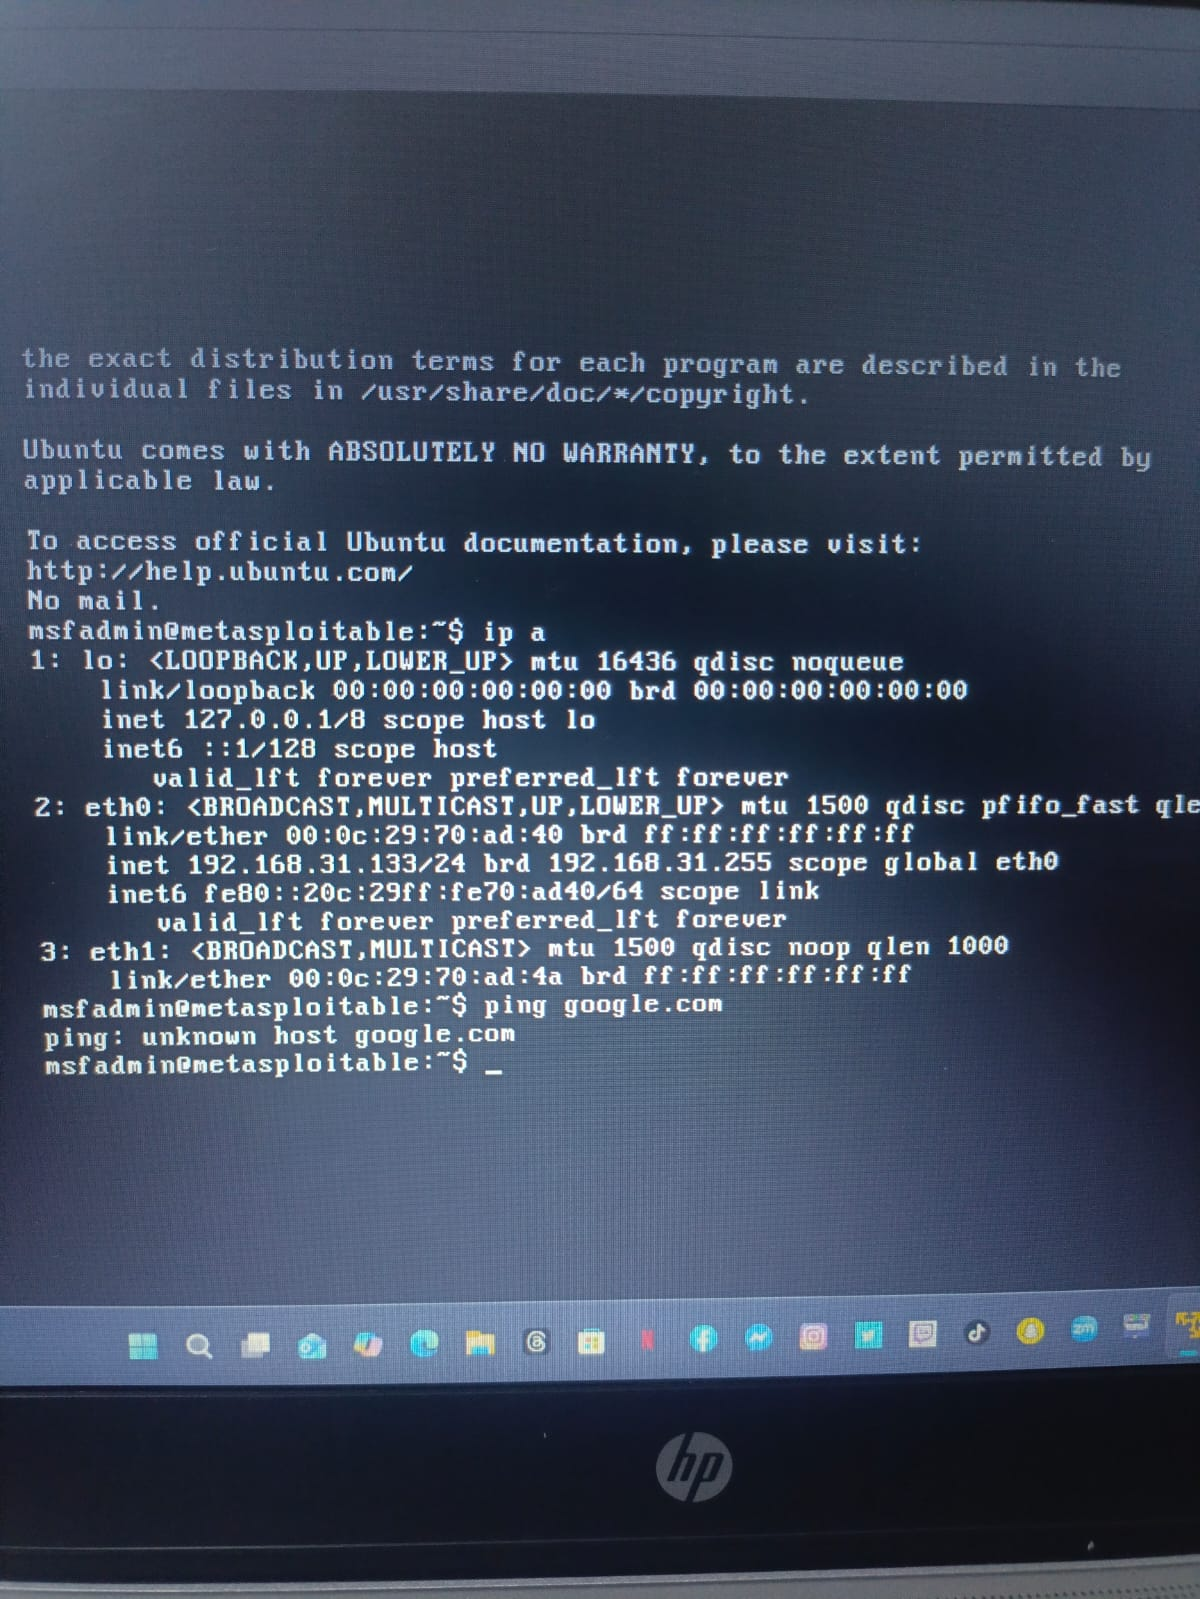 the exact distribution terms for each program are described in the
individual files in /usr/share/doc/*/copyright.
Ubuntu comes with ABSOLUTELY NO WARRANTY, to the extent permitted by
applicable law.
To access official Ubuntu documentation, please visit:
http://help.ubuntu.com/
No mail.
msfadmin@metasploitable:~$ ip a
1: lo: <LOOPBACK,UP,LOWER_UP> mtu 16436 qdisc noqueue
link/loopback 00:00:00:00:00:00 brd 00:00:00:00:00:00
inet 127.0.0.1/8 scope host lo
inet6 ::1/128 scope host
valid_lft forever preferred_lft forever
2: eth0: <BROADCAST,MULTICAST,UP,LOWER_UP> mtu 1500 qdisc pfifo_fast qle
link/ether 00:0c:29:70:ad:40 brd ff:ff:ff:ff:ff:ff
inet 192.168.31.133/24 brd 192.168.31.255 scope global eth0
inet6 fe80::20c:29ff:fe70:ad40/64 scope link
valid_lft forever preferred_lft forever
3: eth1: <BROADCAST,MULTICAST> mtu 1500 qdisc noop qlen 1000
link/ether 00:0c:29:70:ad:4a brd ff:ff:ff:ff:ff:ff
msfadmin@metasploitable:~$ ping google.com
ping: unknown host google.com
msfadmin@metasploitable:~$ _
zm
hp